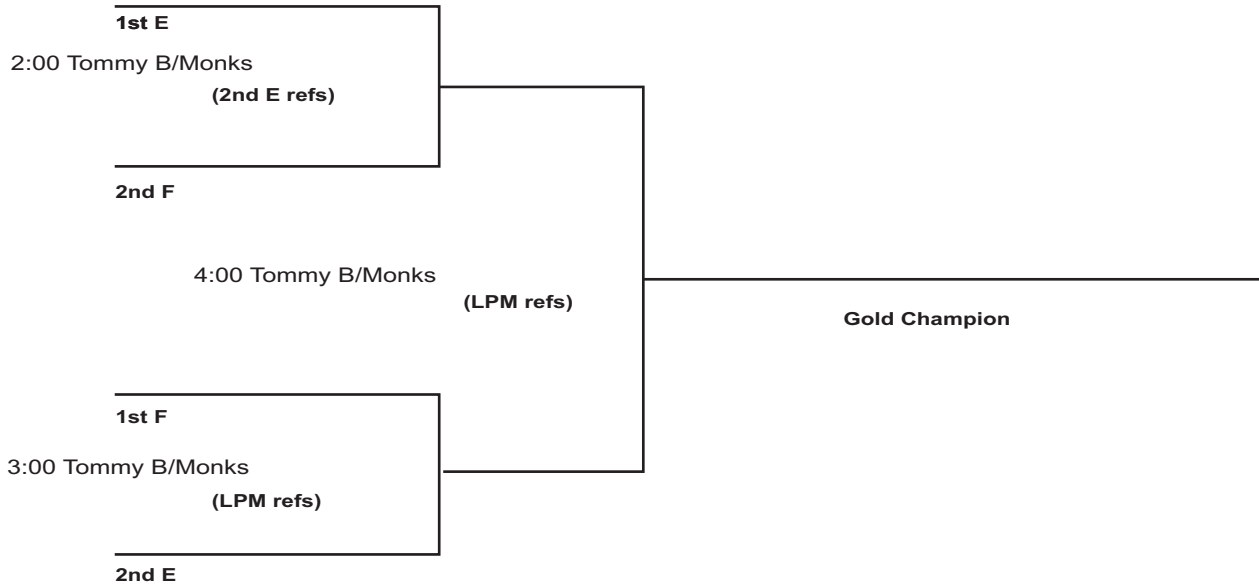 1st E
2:00 Tommy B/Monks
(2nd E refs)
2nd F
4:00 Tommy B/Monks
(LPM refs)
Gold Champion
1st F
3:00 Tommy B/Monks
(LPM refs)
2nd E